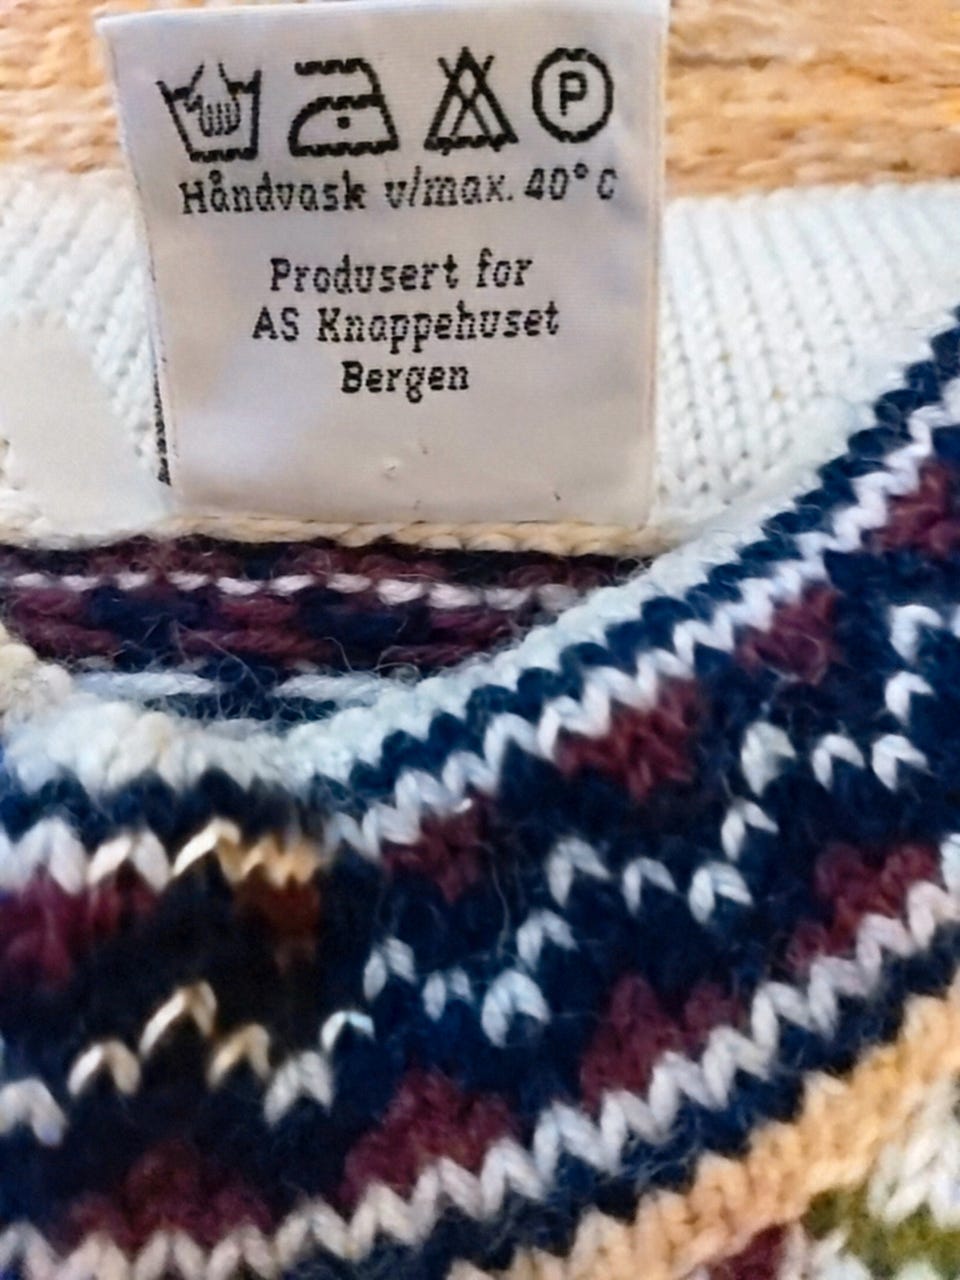 P
Håndvask v/max. 40°C
Produsert for
AS Knappehuset
Bergen